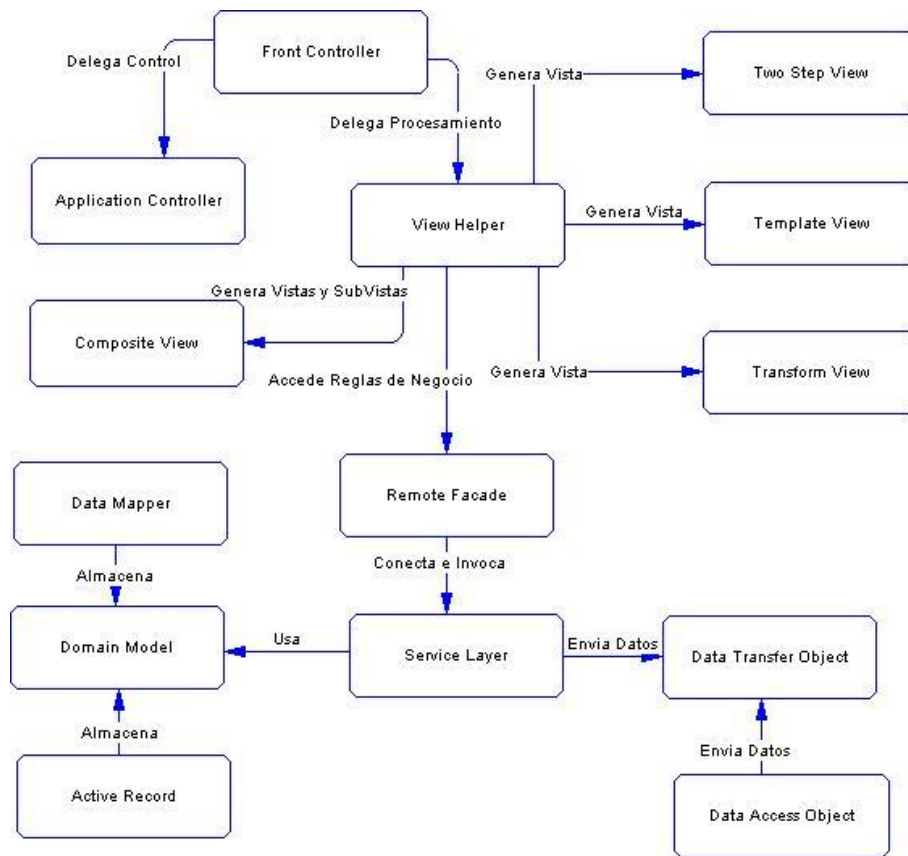 Front Controller
Delega Control
Genera Vista
Two Step View
Delega Procesamiento
Application Controller
View Helper
Genera Vista
Template View
Genera Vistas y SubVistas
Composite View
Accede Reglas de Negocio
Genera Vista
Transform View
Data Mapper
Remote Facade
Almacena
Conecta e Invoca
Domain Model
Usa
Service Layer
Envia Datos
Data Transfer Object
Almacena
Envia Datos
Active Record
Data Access Object